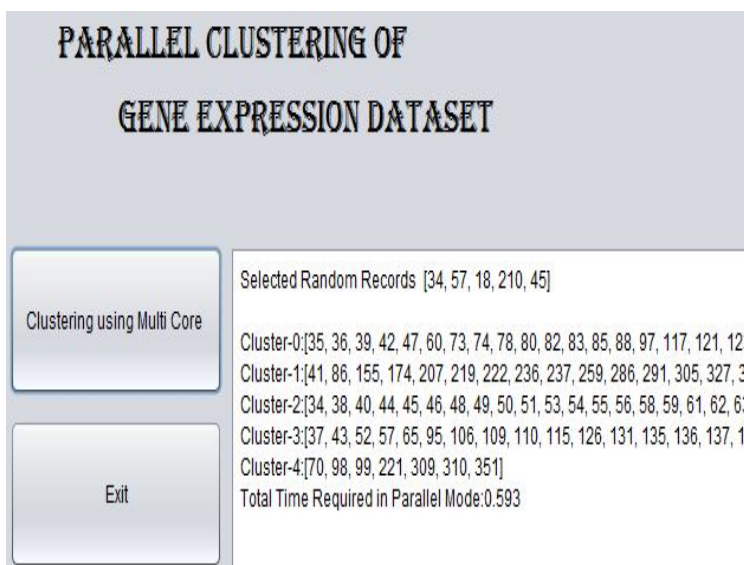 PARALLEL CLUSTERING OF
GENE EXPRESSION DATASET
Clustering using Multi Core
Exit
Selected Random Records [34, 57, 18, 210, 45]
Cluster-0:[35, 36, 39, 42, 47, 60, 73, 74, 78, 80, 82, 83, 85, 88, 97, 117, 121,
Cluster-1:[41, 86, 155, 174, 207, 219, 222, 236, 237, 259, 286, 291, 305, 327,
Cluster-2:[34, 38, 40, 44, 45, 46, 48, 49, 50, 51, 53, 54, 55, 56, 58, 59, 61, 62,
Cluster-3:[37, 43, 52, 57, 65, 95, 106, 109, 110, 115, 126, 131, 135, 136, 137,
Cluster-4:[70, 98, 99, 221, 309, 310, 351]
Total Time Required in Parallel Mode:0.593